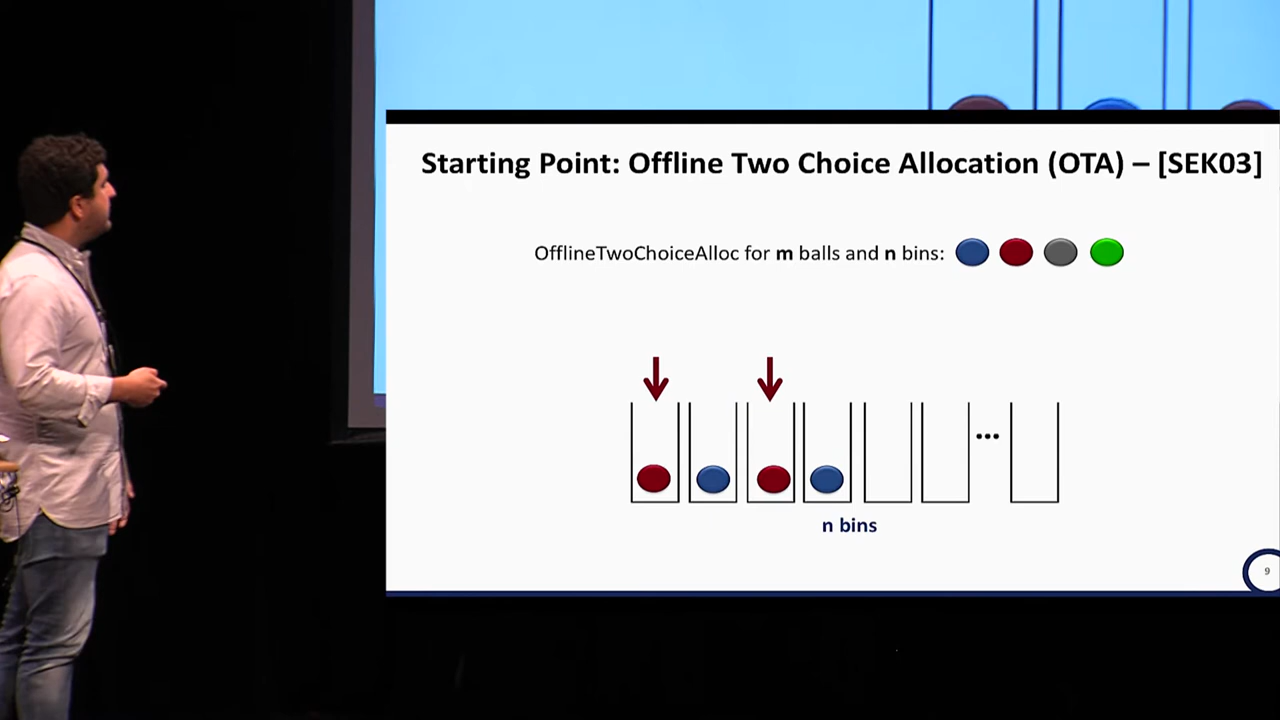 Starting Point: Offline Two Choice Allocation (OTA) – [SEK03]
OfflineTwoChoiceAlloc for m balls and n bins:
...
n bins
9